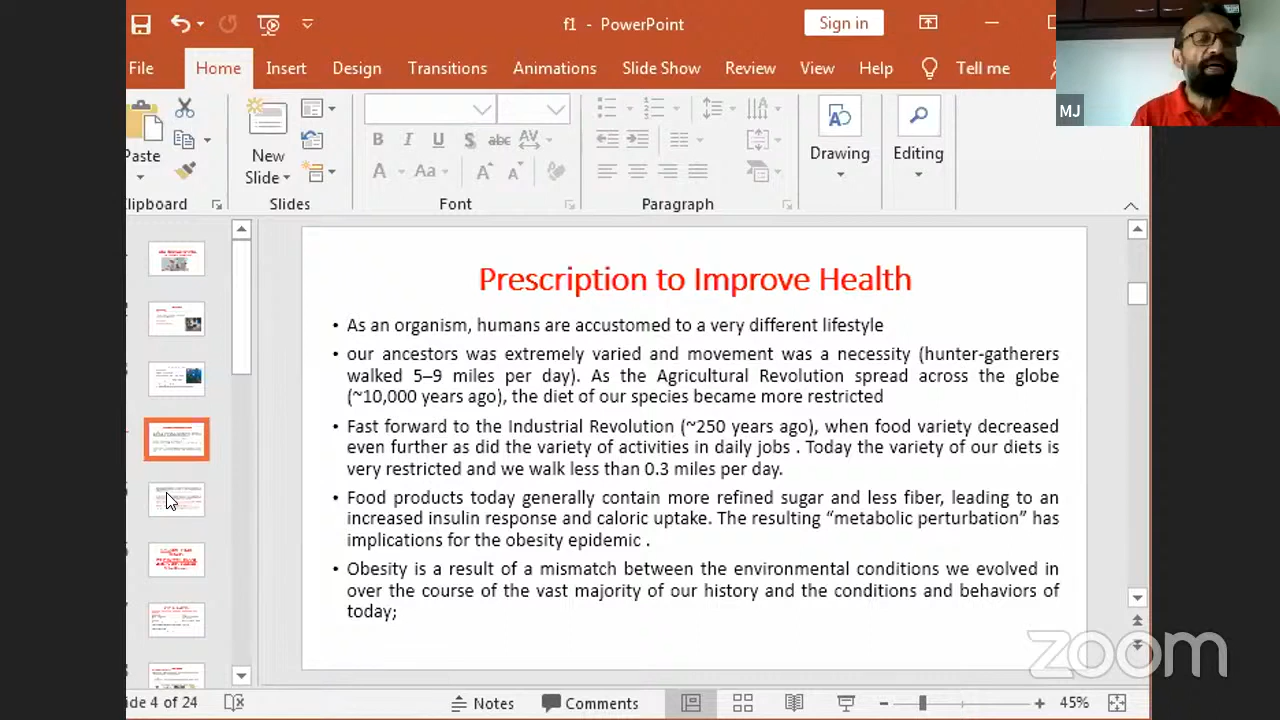 f1 - PowerPoint
Sign in
File
Home
Insert
Design
Transitions
Animations
Slide Show
Review
View
Help
Tell me
MJ
Paste
New
Slide
Drawing
Editing
lipboard
Slides
Font
Paragraph
Prescription to Improve Health
• As an organism, humans are accustomed to a very different lifestyle
• our ancestors was extremely varied and movement was a necessity (hunter-gatherers
walked 5–9 miles per day). As the Agricultural Revolution spread across the globe
(~10,000 years ago), the diet of our species became more restricted
• Fast forward to the Industrial Revolution (~250 years ago), when food variety decreased
even further as did the variety of activities in daily jobs . Today the variety of our diets is
very restricted and we walk less than 0.3 miles per day.
• Food products today generally contain more refined sugar and less fiber, leading to an
increased insulin response and caloric uptake. The resulting “metabolic perturbation” has
implications for the obesity epidemic .
• Obesity is a result of a mismatch between the environmental conditions we evolved in
over the course of the vast majority of our history and the conditions and behaviors of
today;
zoom
ide 4 of 24
Notes
Comments
45%